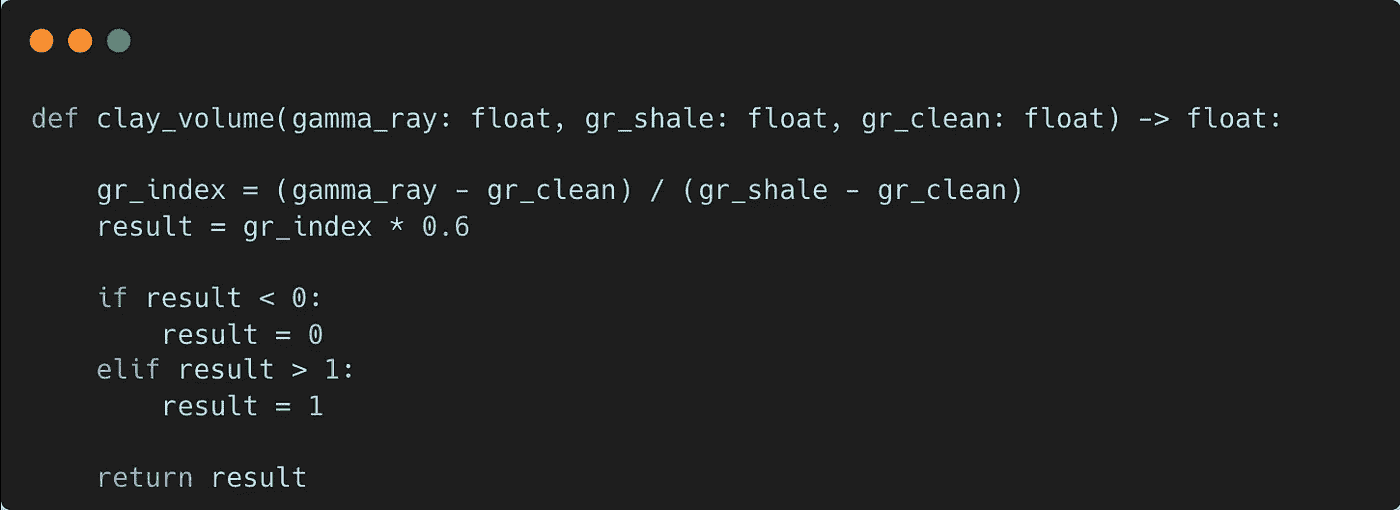 def clay_volume(gamma_ray: float, gr_shale: float, gr_clean: float) -> float:
    gr_index = (gamma_ray - gr_clean) / (gr_shale - gr_clean)
    result = gr_index * 0.6
    if result < 0:
        result = 0
    elif result > 1:
        result = 1
    return result